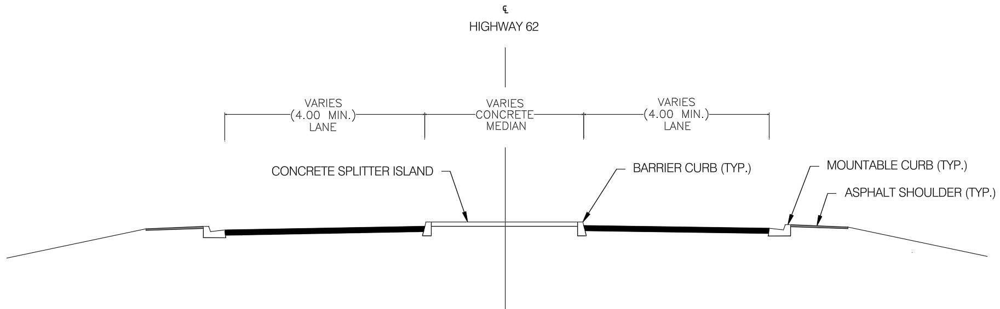 ℄
HIGHWAY 62
VARIES
(4.00 MIN.)
LANE
VARIES
CONCRETE
MEDIAN
VARIES
(4.00 MIN.)
LANE
CONCRETE SPLITTER ISLAND
BARRIER CURB (TYP.)
MOUNTABLE CURB (TYP.)
ASPHALT SHOULDER (TYP.)